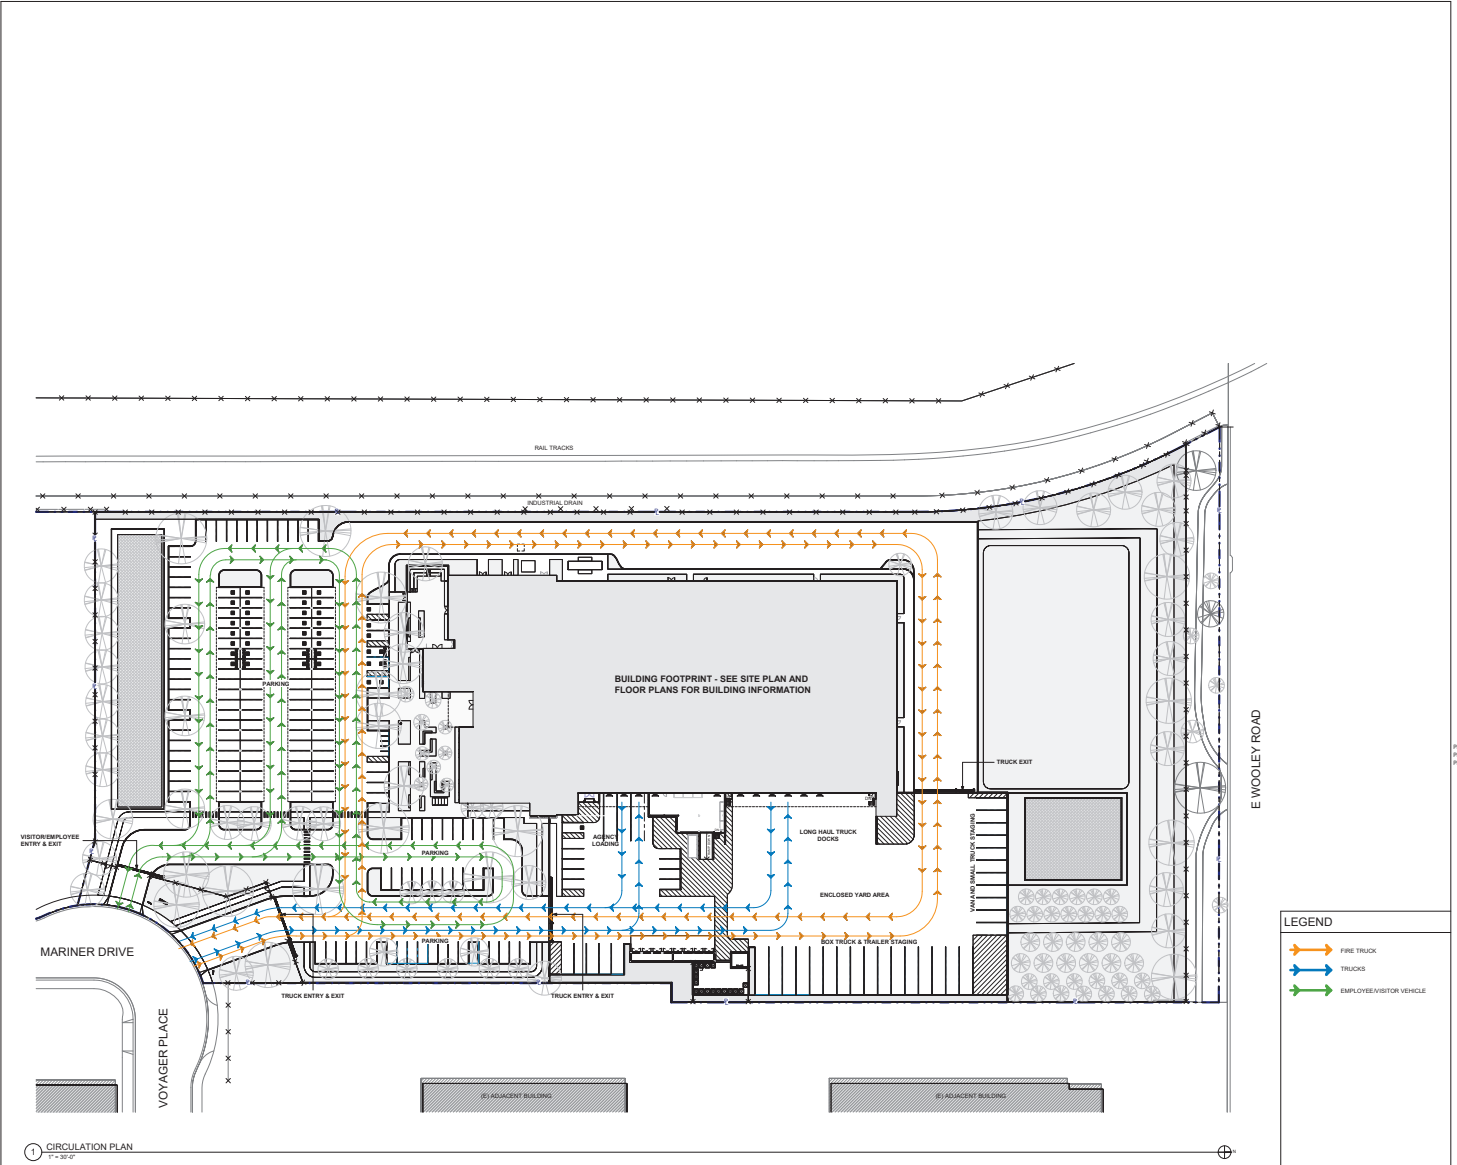 RAIL TRACKS
INDUSTRIAL DRAIN
BUILDING FOOTPRINT - SEE SITE PLAN AND
FLOOR PLANS FOR BUILDING INFORMATION
PARKING
E WOOLEY ROAD
TRUCK EXIT
VISITOR/EMPLOYEE
ENTRY & EXIT
AGENCY
LOADING
LONG HAUL TRUCK
DOCKS
VAN AND SMALL TRUCK STAGING
PARKING
ENCLOSED YARD AREA
PARKING
BOX TRUCK & TRAILER STAGING
MARINER DRIVE
TRUCK ENTRY & EXIT
TRUCK ENTRY & EXIT
VOYAGER PLACE
(E) ADJACENT BUILDING
(E) ADJACENT BUILDING
LEGEND
FIRE TRUCK
TRUCKS
EMPLOYEE/VISITOR VEHICLE
1
CIRCULATION PLAN
1" = 30'-0"
N